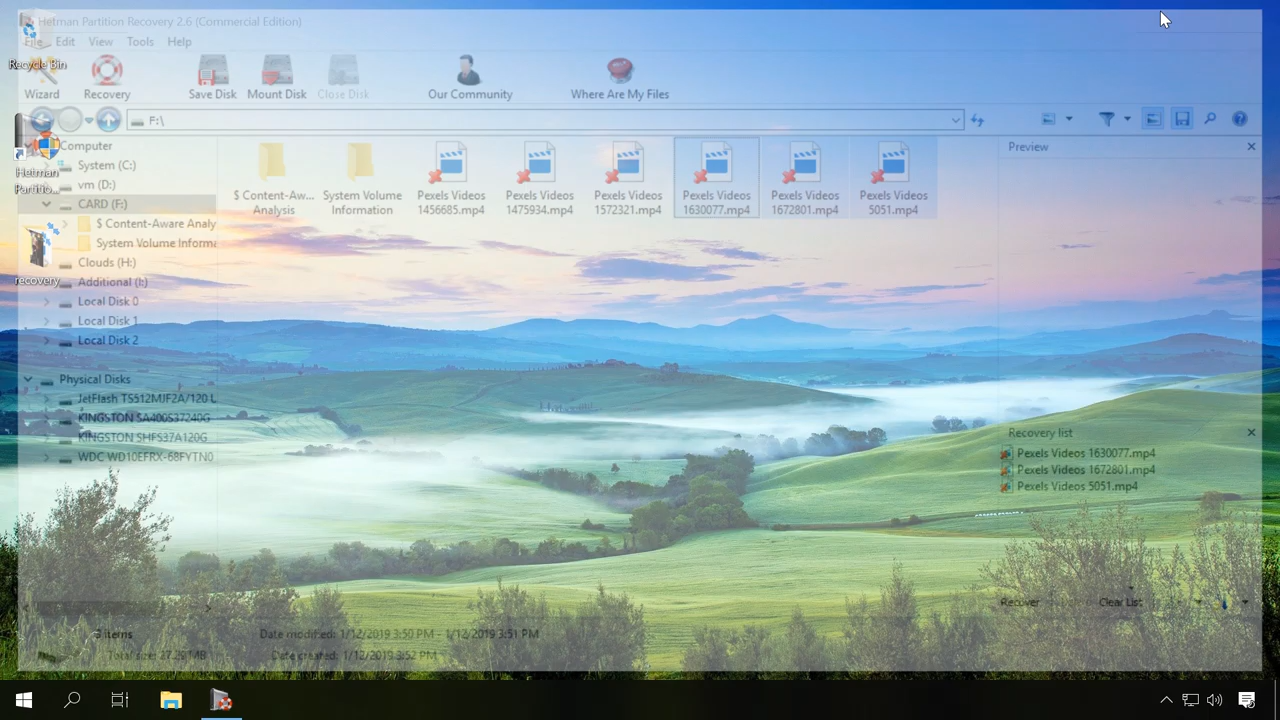 Hetman Partition Recovery 2.6 (Commercial Edition)
File Edit View Tools Help
Recycle Bin
Wizard Recovery Save Disk Mount Disk Close Disk Our Community Where Are My Files
F:\
Computer
System (C:)
vm (D:)
CARD (F:)
$ Content-Aware Analy
System Volume Informa
Clouds (H:)
Additional (I:)
Local Disk 0
Local Disk 1
Local Disk 2
Physical Disks
JetFlash TS512MJF2A/120 U
KINGSTON SA400S37240G
KINGSTON SHFS37A120G
WDC WD10EFRX-68FYTN0
Hetman
Partitio...
recovery
$ Content-Aw...
Analysis
System Volume
Information
Pexels Videos
1456685.mp4
Pexels Videos
1475934.mp4
Pexels Videos
1572321.mp4
Pexels Videos
1630077.mp4
Pexels Videos
1672801.mp4
Pexels Videos
5051.mp4
Preview
Recovery list
Pexels Videos 1630077.mp4
Pexels Videos 1672801.mp4
Pexels Videos 5051.mp4
Recover Clear List
3 items Date modified: 1/12/2019 3:50 PM - 1/12/2019 3:51 PM
Total size: 27.29 MB Date created: 1/12/2019 3:52 PM